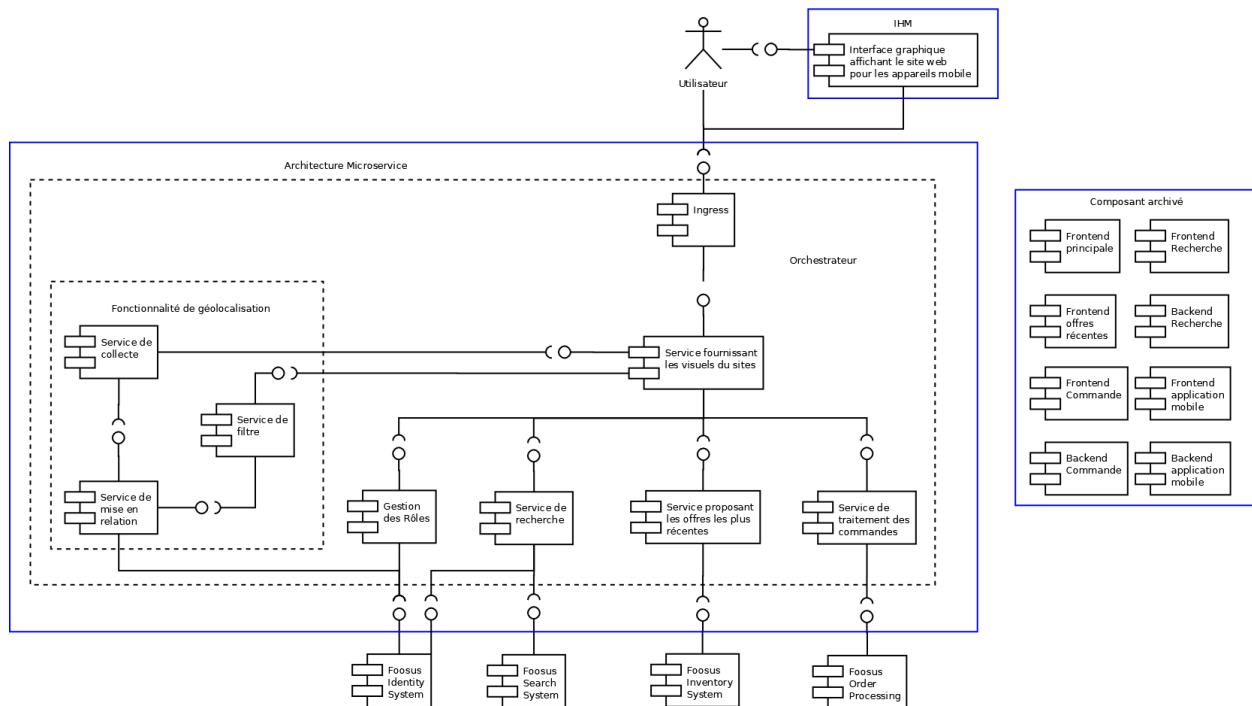 IHM
Interface graphique
affichant le site web
pour les appareils mobile
Utilisateur
Architecture Microservice
Ingress
Orchestrateur
Fonctionnalité de géolocalisation
Service de
collecte
Service fournissant
les visuels du sites
Service de
filtre
Service de
mise en
relation
Gestion
des Rôles
Service de
recherche
Service proposant
les offres les plus
récentes
Service de
traitement des
commandes
Foosus
Identity
System
Foosus
Search
System
Foosus
Inventory
System
Foosus
Order
Processing
Composant archivé
Frontend
principale
Frontend
Recherche
Frontend
offres
récentes
Backend
Recherche
Frontend
Commande
Frontend
application
mobile
Backend
Commande
Backend
application
mobile